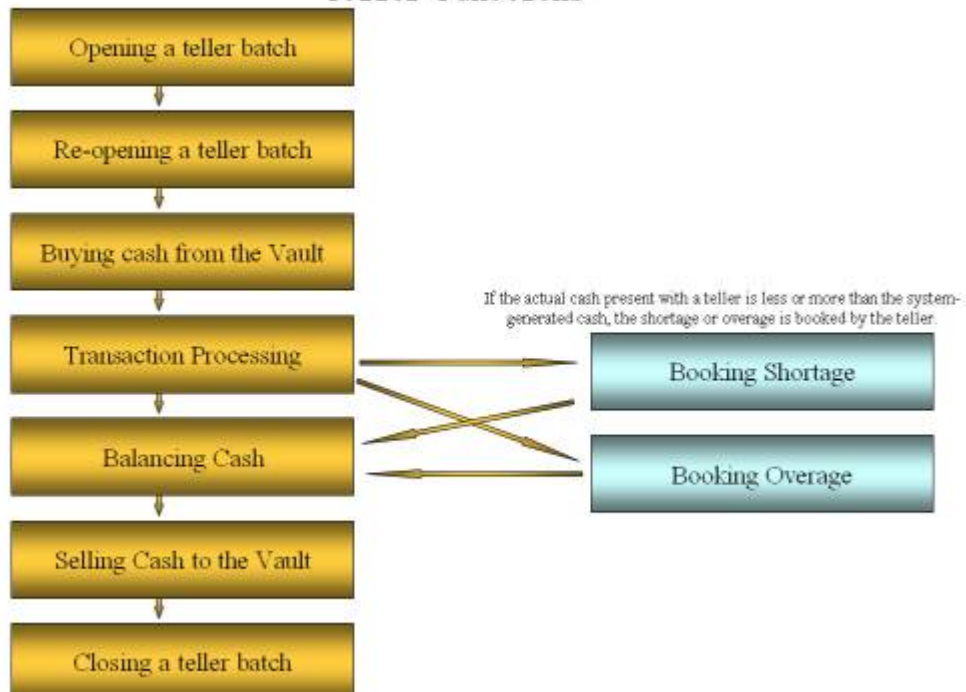 Opening a teller batch
Re-opening a teller batch
Buying cash from the Vault
If the actual cash present with a teller is less or more than the system-
generated cash, the shortage or overage is booked by the teller.
Transaction Processing
Booking Shortage
Balancing Cash
Booking Overage
Selling Cash to the Vault
Closing a teller batch